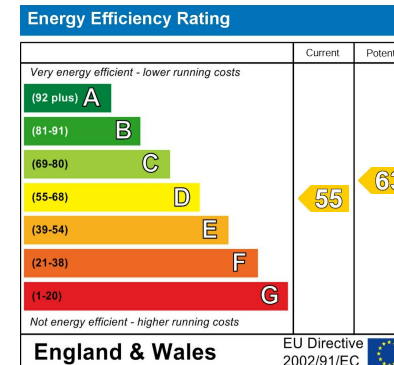 Energy Efficiency Rating
Current
Very energy efficient - lower running costs
(92 plus) A
(81-91) B
(69-80) C
(55-68) D
55
(39-54) E
(21-38) F
(1-20) G
Not energy efficient - higher running costs
England & Wales
EU Directive
2002/91/EC